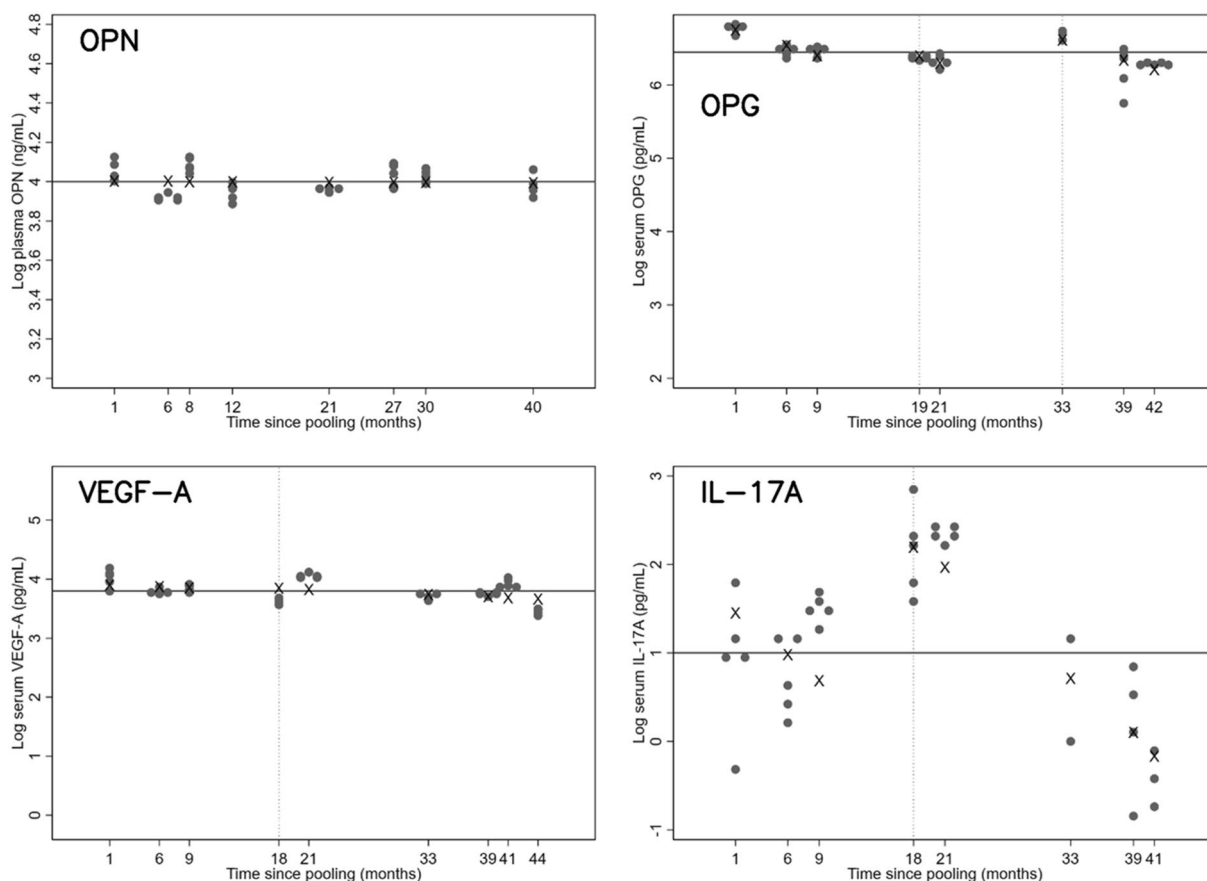 OPN
Log plasma OPN (ng/mL)
4.8
4.6
4.4
4.2
4
3.8
3.6
3.4
3.2
3
1 6 8 12 21 27 30 40
Time since pooling (months)
OPG
Log serum OPG (pg/mL)
6
5
4
3
2
1 6 9 19 21 33 39 42
Time since pooling (months)
VEGF-A
Log serum VEGF-A (pg/mL)
5
4
3
2
1
0
1 6 9 18 21 33 39 41 44
Time since pooling (months)
IL-17A
Log serum IL-17A (pg/mL)
3
2
1
0
-1
1 6 9 18 21 33 39 41
Time since pooling (months)